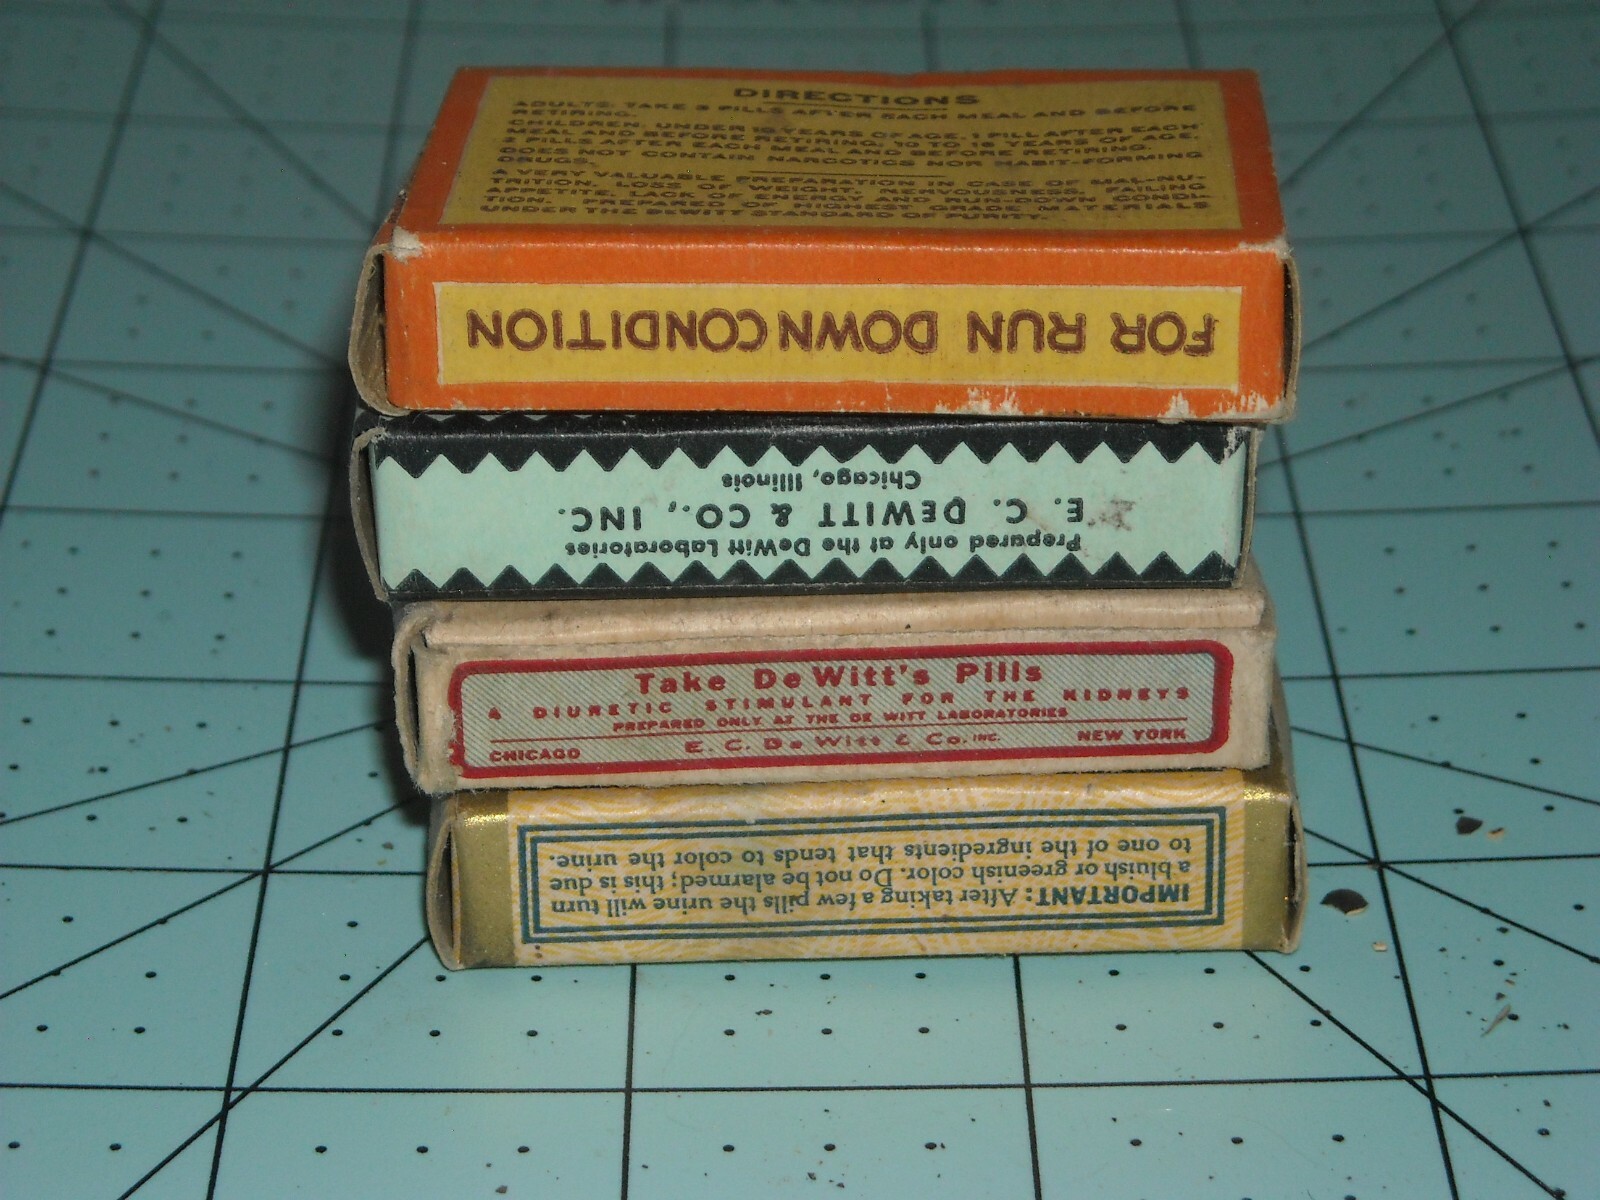 DIRECTIONS
ADULTS: TAKE 3 PILLS AFTER EACH MEAL AND BEFORE
RETIRING.
CHILDREN: UNDER 10 YEARS OF AGE, 1 PILL AFTER EACH
MEAL AND BEFORE RETIRING. 10 TO 16 YEARS OF AGE,
2 PILLS AFTER EACH MEAL AND BEFORE RETIRING.
DOES NOT CONTAIN NARCOTICS NOR HABIT-FORMING
DRUGS.
A VERY VALUABLE PREPARATION IN CASE OF MAL-NU-
TRITION, LOSS OF WEIGHT, NERVOUSNESS, FAILING
APPETITE, LACK OF ENERGY AND RUN-DOWN CONDI-
TION. PREPARED OF HIGHEST GRADE MATERIALS
UNDER THE DEWITT STANDARD OF PURITY.
FOR RUN DOWN CONDITION
Prepared only at the DeWitt Laboratories
E. C. DEWITT & CO., INC.
Chicago, Illinois
Take DeWitt's Pills
A DIURETIC STIMULANT FOR THE KIDNEYS
PREPARED ONLY AT THE DE WITT LABORATORIES
CHICAGO E. C. De Witt & Co. INC. NEW YORK
IMPORTANT: After taking a few pills the urine will turn
a bluish or greenish color. Do not be alarmed; this is due
to one of the ingredients that tends to color the urine.